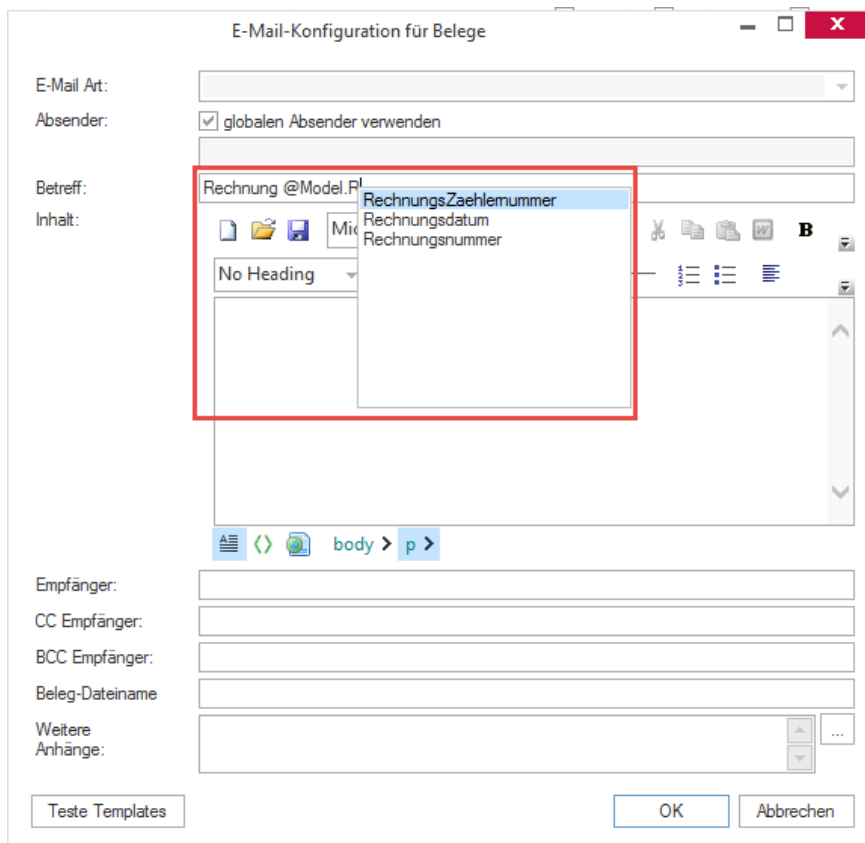 E-Mail-Konfiguration für Belege
E-Mail Art:
Absender:
globalen Absender verwenden
Betreff:
Rechnung @Model.R
RechnungsZaehlernummer
Rechnungsdatum
Rechnungsnummer
Inhalt:
Mic
B
No Heading
body
p
Empfänger:
CC Empfänger:
BCC Empfänger:
Beleg-Dateiname
Weitere
Anhänge:
...
Teste Templates
OK
Abbrechen